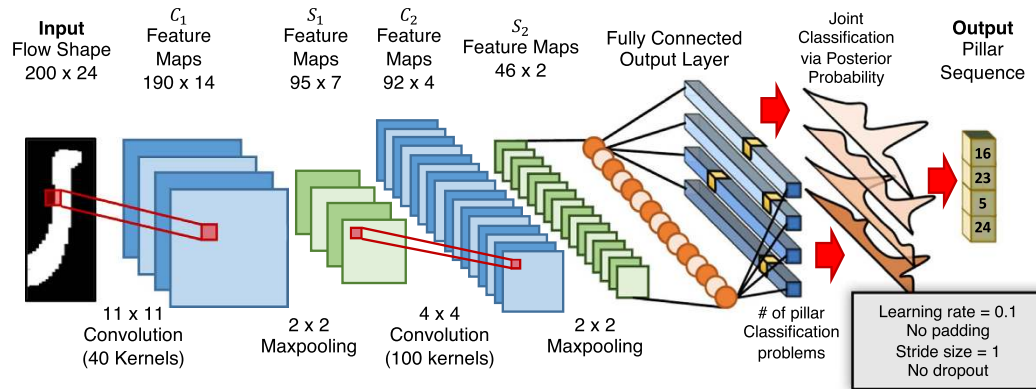 Input
Flow Shape
200 x 24
C1
Feature
Maps
190 x 14
S1
Feature
Maps
95 x 7
C2
Feature
Maps
92 x 4
S2
Feature Maps
46 x 2
Fully Connected
Output Layer
Joint
Classification
via Posterior
Probability
Output
Pillar
Sequence
16
23
5
24
11 x 11
Convolution
(40 Kernels)
2 x 2
Maxpooling
4 x 4
Convolution
(100 kernels)
2 x 2
Maxpooling
# of pillar
Classification
problems
Learning rate = 0.1
No padding
Stride size = 1
No dropout